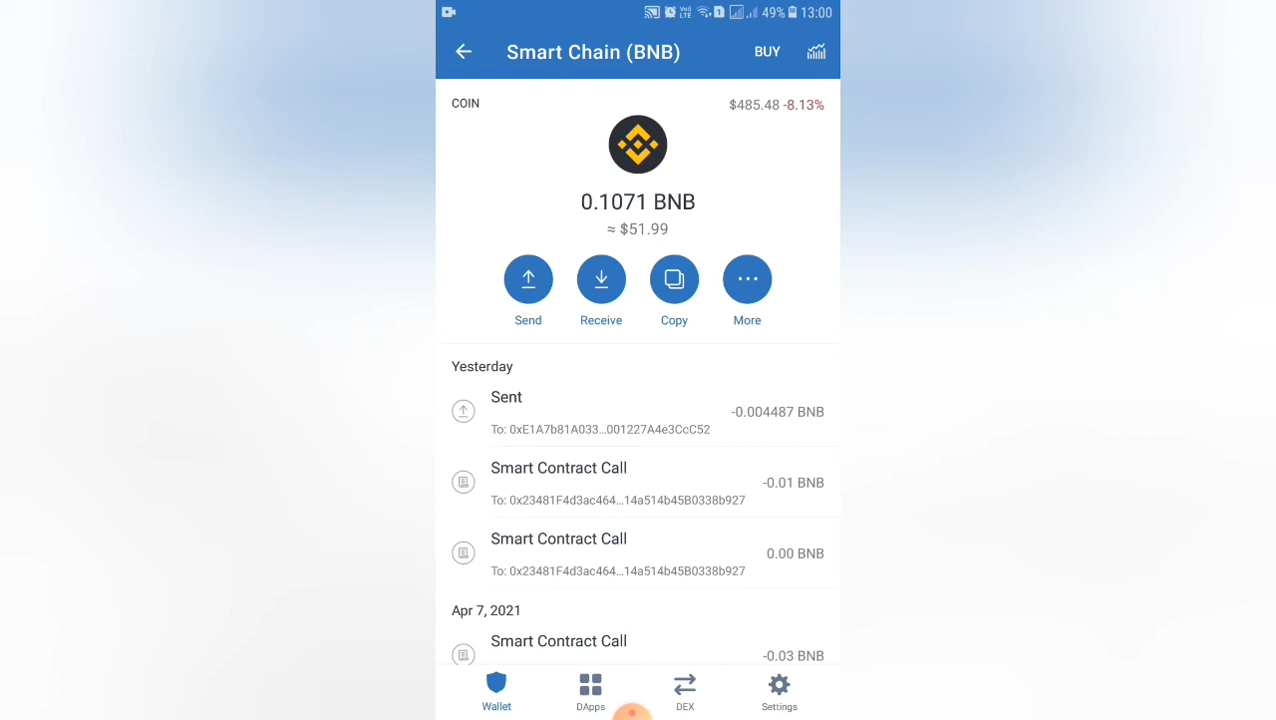 Voi) LTE 1 49% 13:00
Smart Chain (BNB) BUY
COIN $485.48 -8.13%
0.1071 BNB
≈ $51.99
Send Receive Copy More
Yesterday
Sent
-0.004487 BNB
To: 0xE1A7b81A033...001227A4e3CcC52
Smart Contract Call
-0.01 BNB
To: 0x23481F4d3ac464...14a514b45B0338b927
Smart Contract Call
0.00 BNB
To: 0x23481F4d3ac464...14a514b45B0338b927
Apr 7, 2021
Smart Contract Call
-0.03 BNB
Wallet DApps DEX Settings